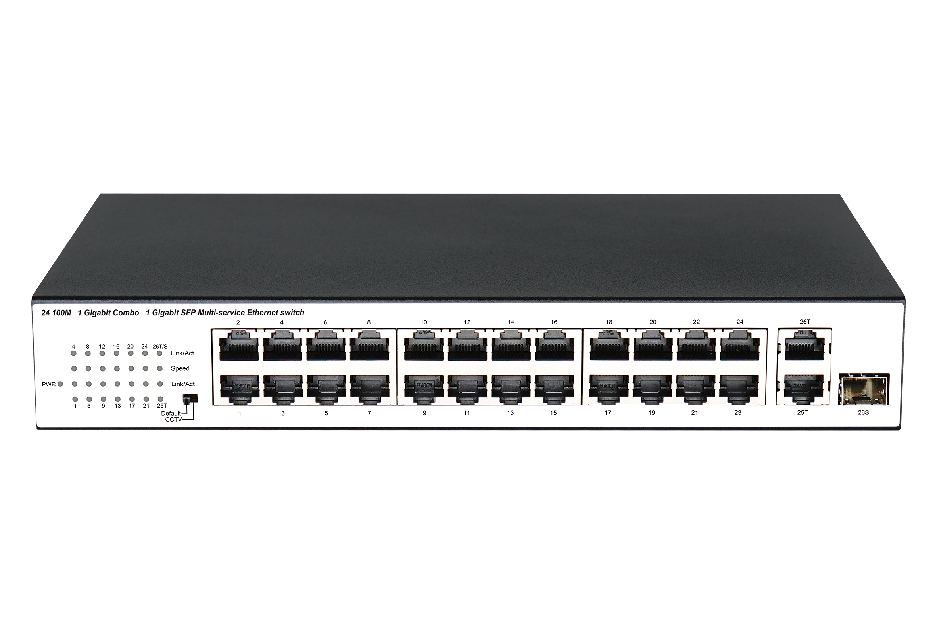 24 100M 1 Gigabit Combo 1 Gigabit SFP Multi-service Ethernet switch
2 4 6 8 10 12 14 16 18 20 22 24 26T
4 8 12 16 20 24 26T/S
Link/Act
Speed
PWR Link/Act
1 5 9 13 17 21 25T
Default
CCTV
1 3 5 7 9 11 13 15 17 19 21 23 25T 26S